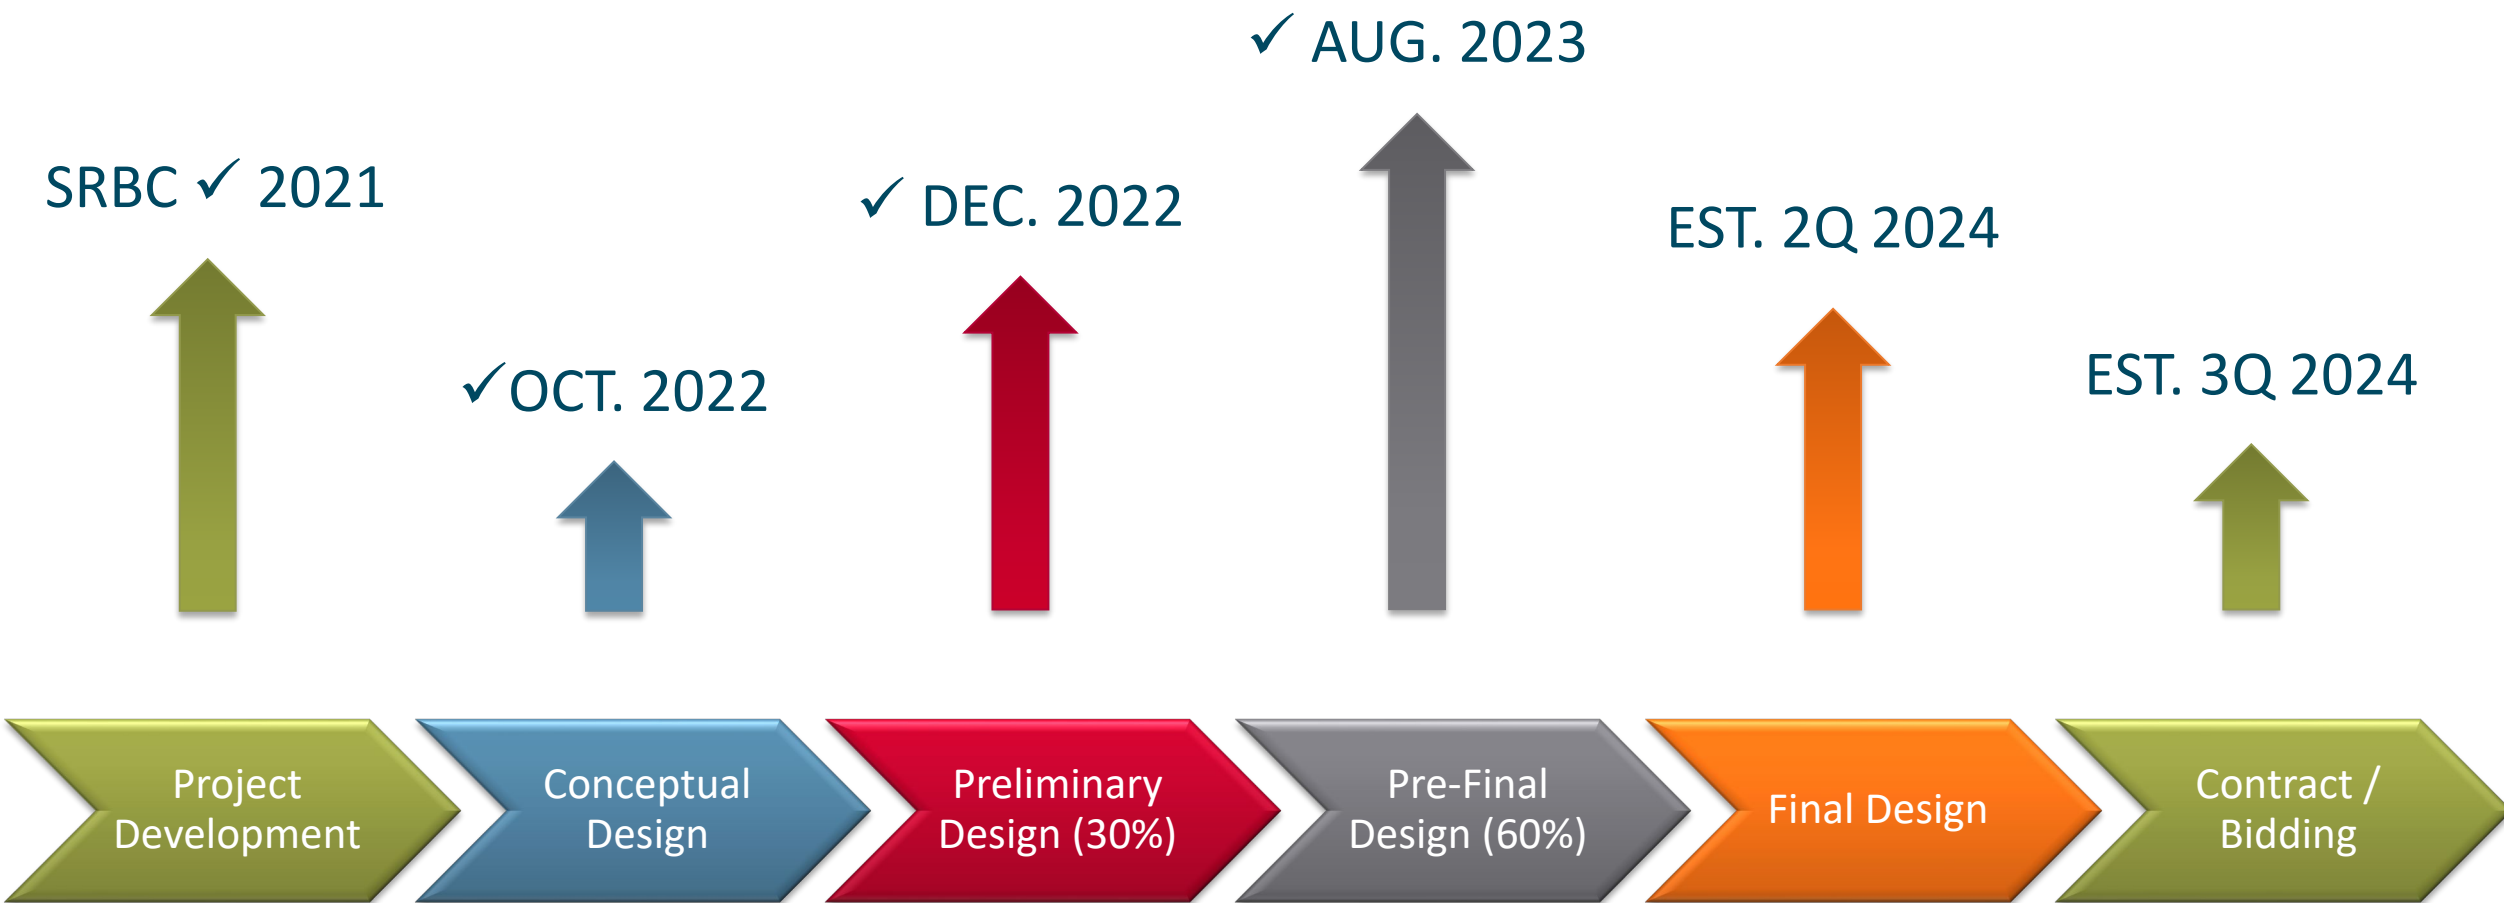 ✓ AUG. 2023
SRBC ✓ 2021
✓ DEC. 2022
EST. 2Q 2024
✓OCT. 2022
EST. 3Q 2024
Project
Development
Conceptual
Design
Preliminary
Design (30%)
Pre-Final
Design (60%)
Final Design
Contract /
Bidding